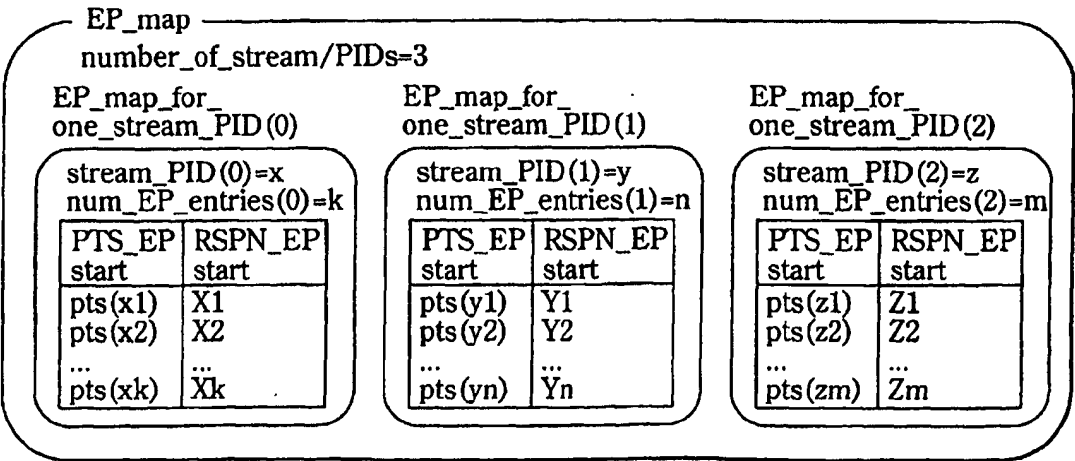 EP_map
number_of_stream/PIDs=3
EP_map_for_
one_stream_PID(0)
stream_PID(0)=x
num_EP_entries(0)=k
PTS_EP RSPN_EP
start start
pts(x1) X1
pts(x2) X2
... ...
pts(xk) Xk
EP_map_for_
one_stream_PID(1)
stream_PID(1)=y
num_EP_entries(1)=n
PTS_EP RSPN_EP
start start
pts(y1) Y1
pts(y2) Y2
... ...
pts(yn) Yn
EP_map_for_
one_stream_PID(2)
stream_PID(2)=z
num_EP_entries(2)=m
PTS_EP RSPN_EP
start start
pts(z1) Z1
pts(z2) Z2
... ...
pts(zm) Zm